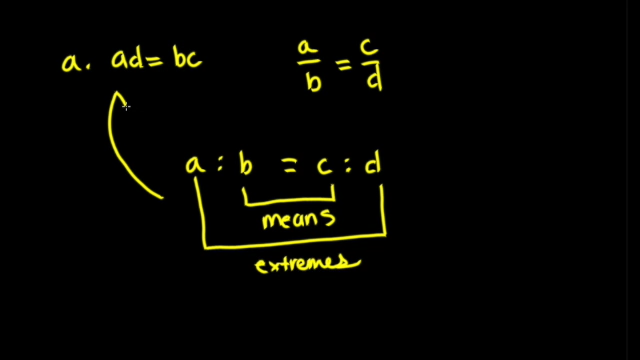 a. ad = bc
a/b = c/d
a : b = c : d
means
extremes